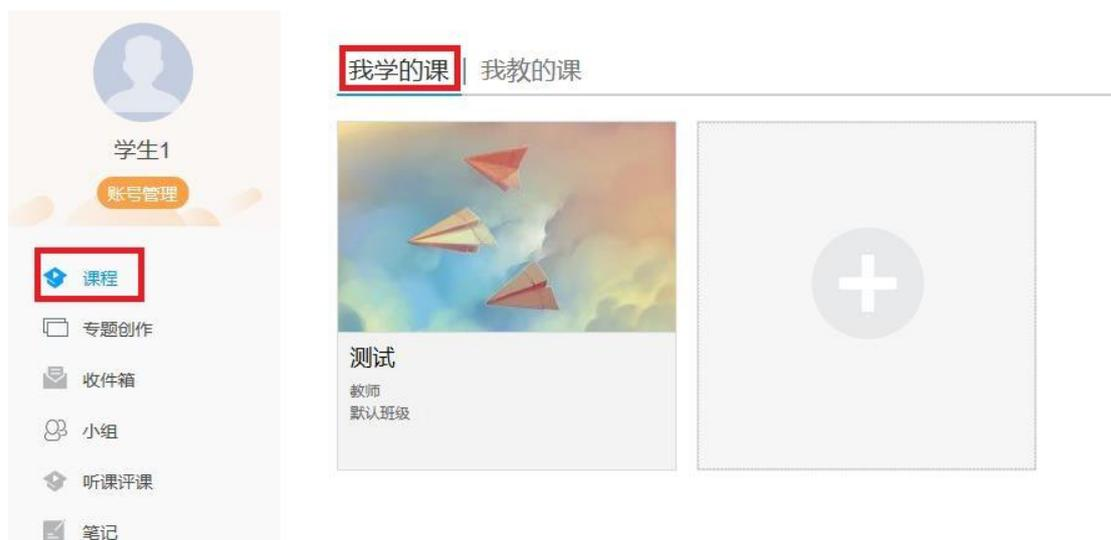 学生1
账号管理
课程
专题创作
收件箱
小组
听课评课
笔记
我学的课 | 我教的课
测试
教师
默认班级